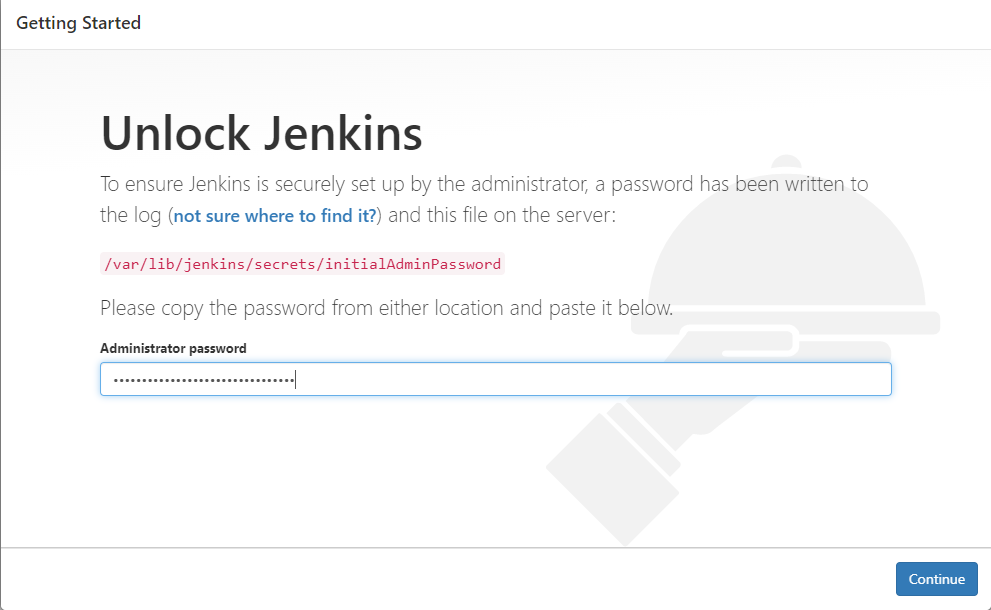 Getting Started
Unlock Jenkins
To ensure Jenkins is securely set up by the administrator, a password has been written to
the log (not sure where to find it?) and this file on the server:
/var/lib/jenkins/secrets/initialAdminPassword
Please copy the password from either location and paste it below.
Administrator password
••••••••••••••••••••••••••••••••
Continue